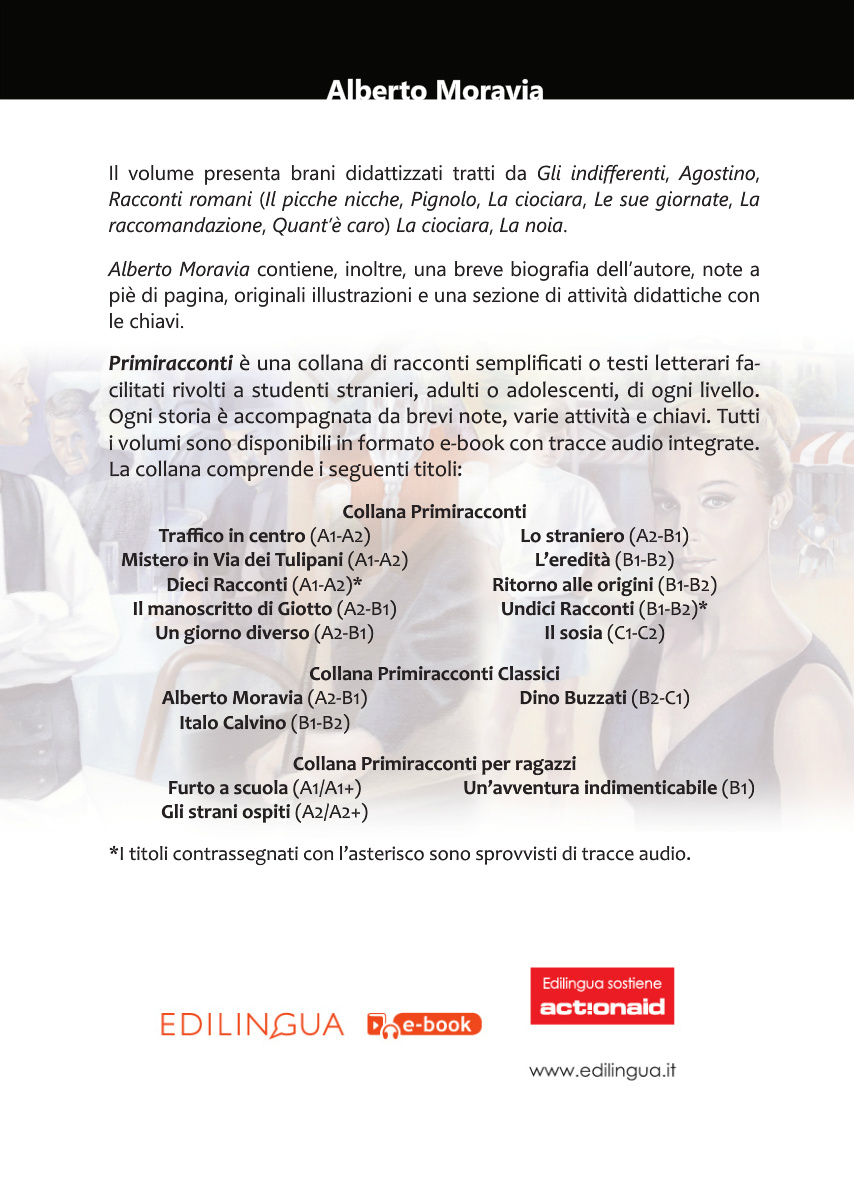 Alberto Moravia
Il volume presenta brani didattizzati tratti da Gli indifferenti, Agostino,
Racconti romani (Il picche nicche, Pignolo, La ciociara, Le sue giornate, La
raccomandazione, Quant'è caro) La ciociara, La noia.
Alberto Moravia contiene, inoltre, una breve biografia dell'autore, note a
piè di pagina, originali illustrazioni e una sezione di attività didattiche con
le chiavi.
Primiracconti è una collana di racconti semplificati o testi letterari fa-
cilitati rivolti a studenti stranieri, adulti o adolescenti, di ogni livello.
Ogni storia è accompagnata da brevi note, varie attività e chiavi. Tutti
i volumi sono disponibili in formato e-book con tracce audio integrate.
La collana comprende i seguenti titoli:
Collana Primiracconti
Traffico in centro (A1-A2)
Mistero in Via dei Tulipani (A1-A2)
Dieci Racconti (A1-A2)*
Il manoscritto di Giotto (A2-B1)
Un giorno diverso (A2-B1)
Lo straniero (A2-B1)
L'eredità (B1-B2)
Ritorno alle origini (B1-B2)
Undici Racconti (B1-B2)*
Il sosia (C1-C2)
Collana Primiracconti Classici
Alberto Moravia (A2-B1)
Italo Calvino (B1-B2)
Dino Buzzati (B2-C1)
Collana Primiracconti per ragazzi
Furto a scuola (A1/A1+)
Gli strani ospiti (A2/A2+)
Un'avventura indimenticabile (B1)
*I titoli contrassegnati con l'asterisco sono sprovvisti di tracce audio.
EDILINGUA
e-book
Edilingua sostiene
act!onaid
www.edilingua.it